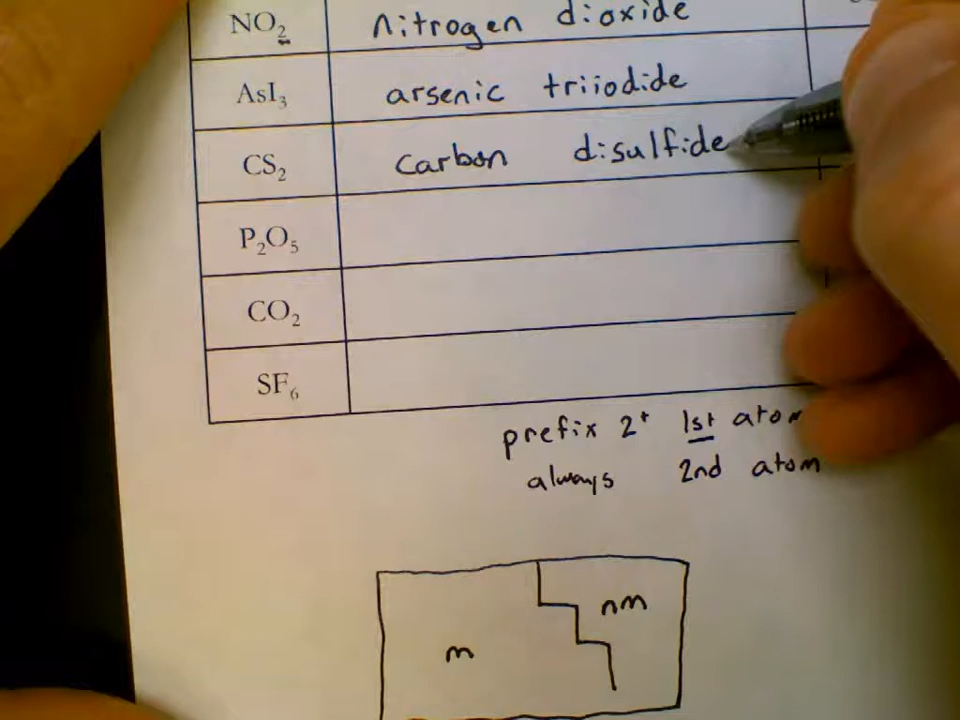 NO₂ nitrogen dioxide
AsI₃ arsenic triiodide
CS₂ carbon disulfide
P₂O₅
CO₂
SF₆
prefix 2⁺ 1st atom
always 2nd atom
nm
m